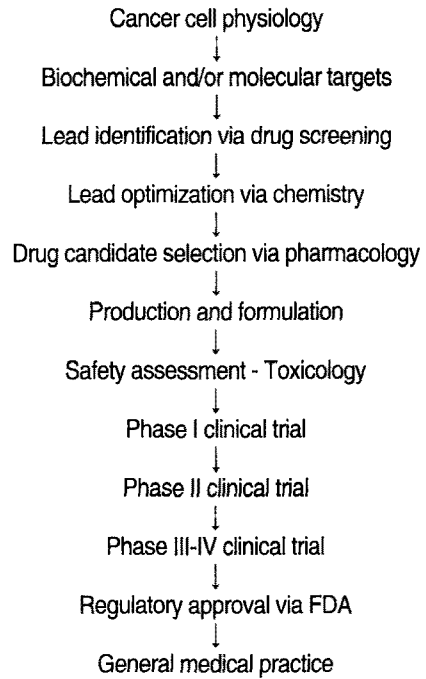 Cancer cell physiology
Biochemical and/or molecular targets
Lead identification via drug screening
Lead optimization via chemistry
Drug candidate selection via pharmacology
Production and formulation
Safety assessment - Toxicology
Phase I clinical trial
Phase II clinical trial
Phase III-IV clinical trial
Regulatory approval via FDA
General medical practice